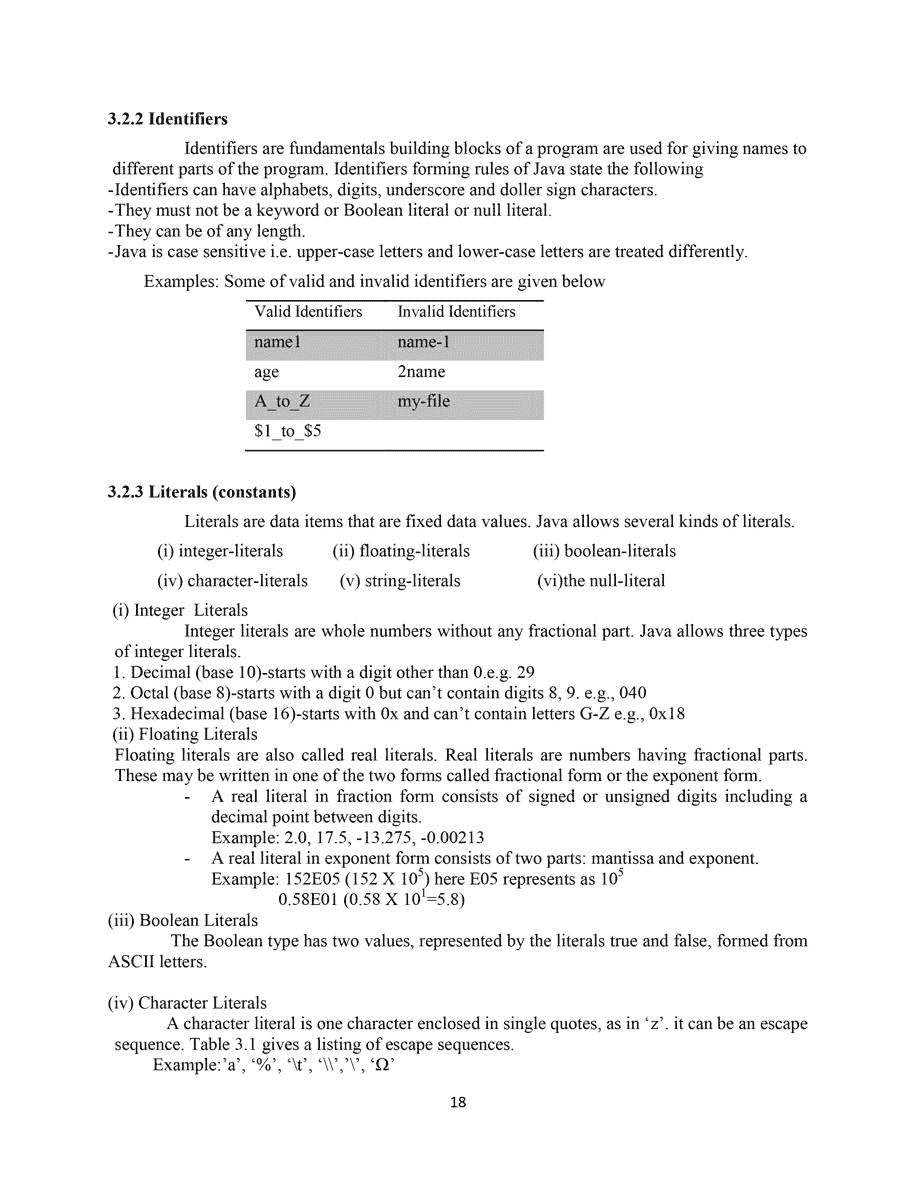 3.2.2 Identifiers
Identifiers are fundamentals building blocks of a program are used for giving names to
different parts of the program. Identifiers forming rules of Java state the following
-Identifiers can have alphabets, digits, underscore and doller sign characters.
-They must not be a keyword or Boolean literal or null literal.
-They can be of any length.
-Java is case sensitive i.e. upper-case letters and lower-case letters are treated differently.
Examples: Some of valid and invalid identifiers are given below
Valid Identifiers Invalid Identifiers
name1 name-1
age 2name
A_to_Z my-file
$1_to_$5
3.2.3 Literals (constants)
Literals are data items that are fixed data values. Java allows several kinds of literals.
(i) integer-literals (ii) floating-literals (iii) boolean-literals
(iv) character-literals (v) string-literals (vi)the null-literal
(i) Integer Literals
Integer literals are whole numbers without any fractional part. Java allows three types
of integer literals.
1. Decimal (base 10)-starts with a digit other than 0.e.g. 29
2. Octal (base 8)-starts with a digit 0 but can’t contain digits 8, 9. e.g., 040
3. Hexadecimal (base 16)-starts with 0x and can’t contain letters G-Z e.g., 0x18
(ii) Floating Literals
Floating literals are also called real literals. Real literals are numbers having fractional parts.
These may be written in one of the two forms called fractional form or the exponent form.
- A real literal in fraction form consists of signed or unsigned digits including a
decimal point between digits.
Example: 2.0, 17.5, -13.275, -0.00213
- A real literal in exponent form consists of two parts: mantissa and exponent.
Example: 152E05 (152 X 10⁵) here E05 represents as 10⁵
0.58E01 (0.58 X 10¹=5.8)
(iii) Boolean Literals
The Boolean type has two values, represented by the literals true and false, formed from
ASCII letters.
(iv) Character Literals
A character literal is one character enclosed in single quotes, as in ‘z’. it can be an escape
sequence. Table 3.1 gives a listing of escape sequences.
Example:’a’, ‘%’, ‘\t’, ‘\\’,’\’, ‘Ω’
18